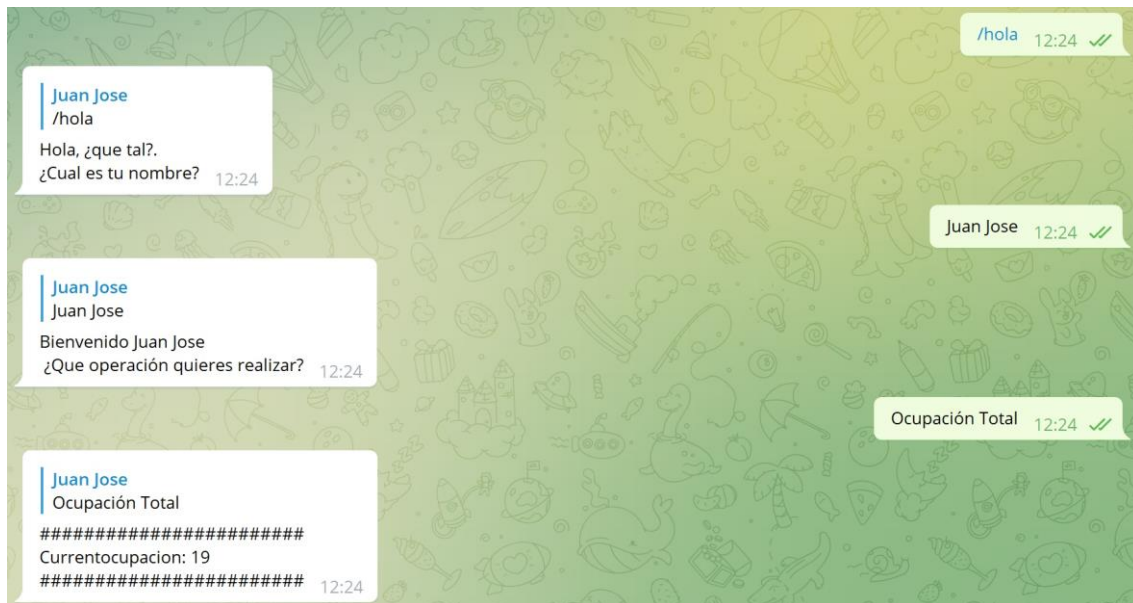 /hola 12:24
Juan Jose
/hola
Hola, ¿que tal?.
¿Cual es tu nombre? 12:24
Juan Jose 12:24
Juan Jose
Juan Jose
Bienvenido Juan Jose
¿Que operación quieres realizar? 12:24
Ocupación Total 12:24
Juan Jose
Ocupación Total
########################
Currentocupacion: 19
######################## 12:24